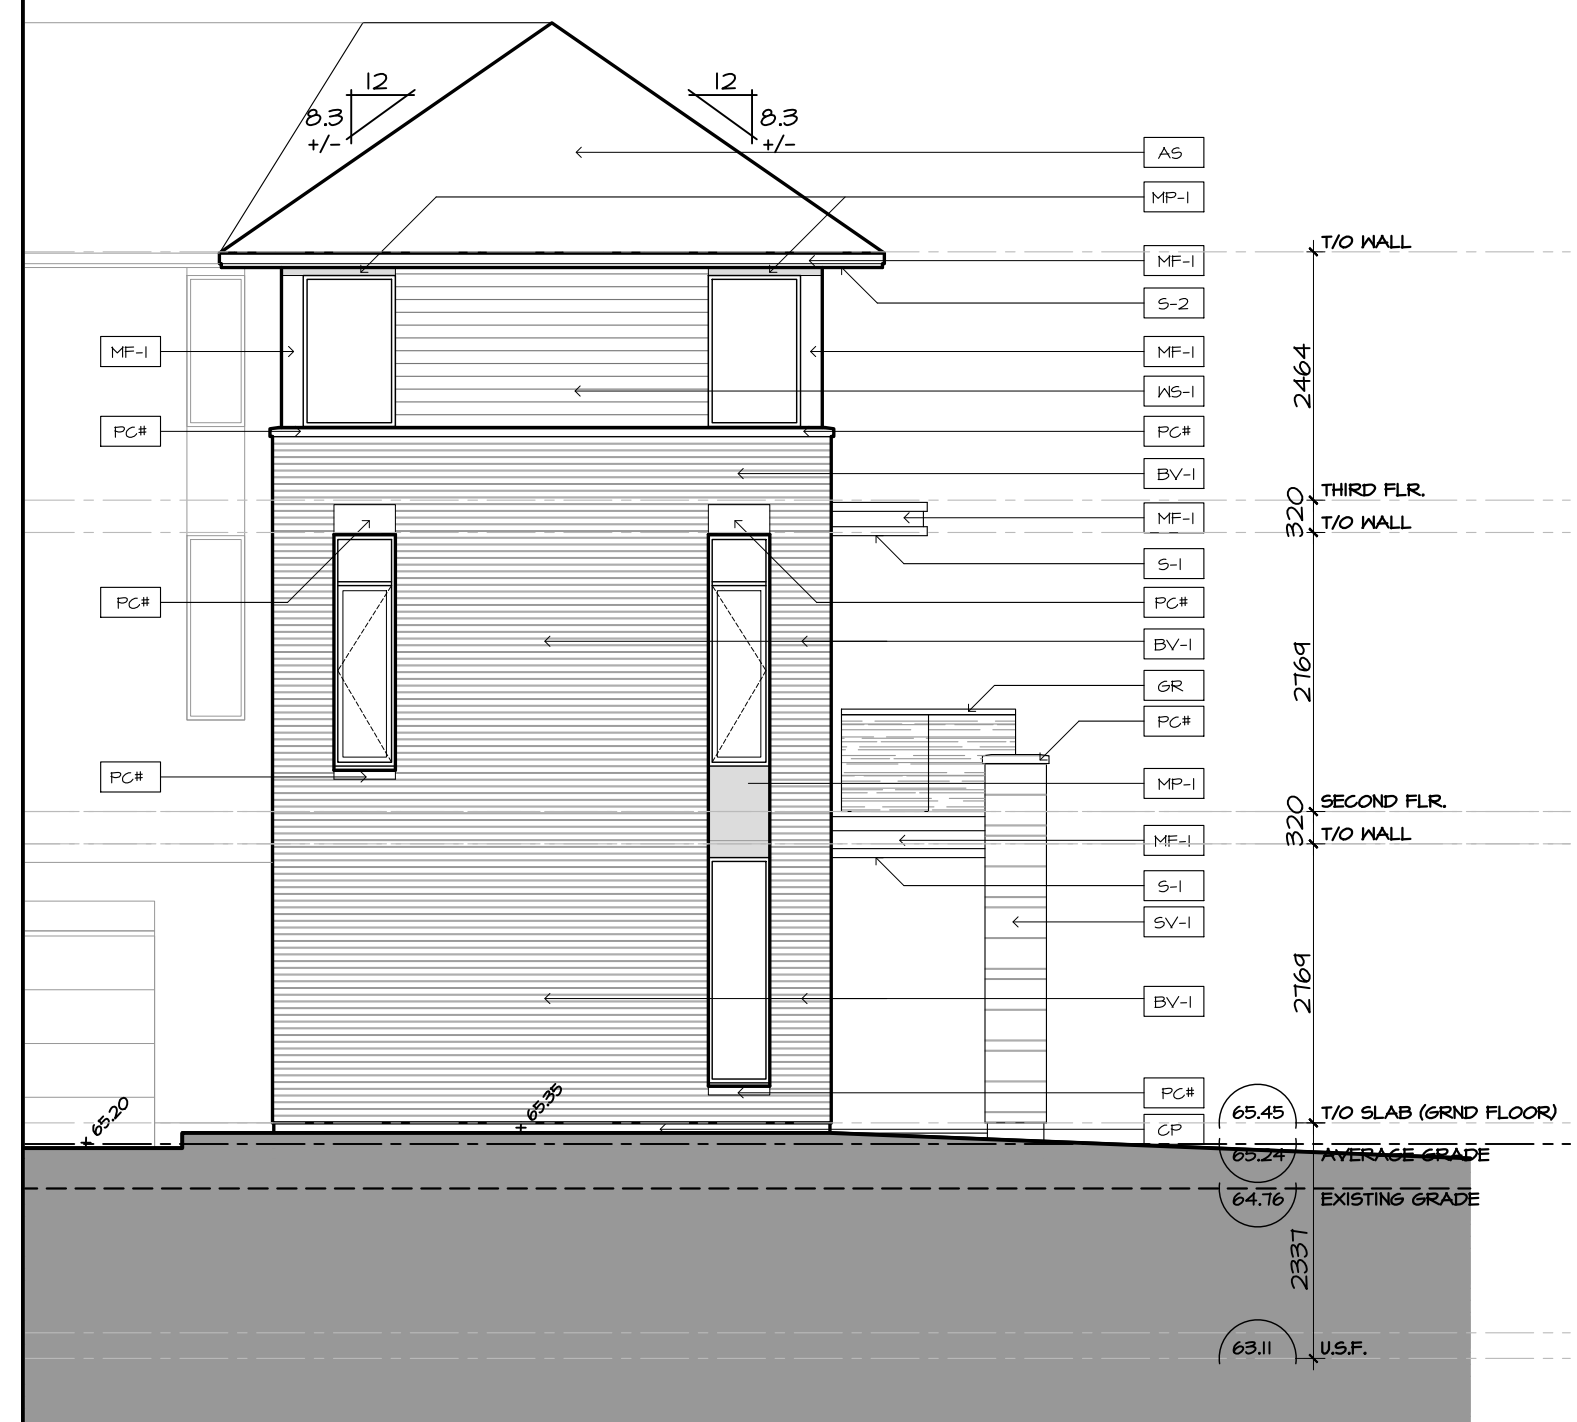 12
8.3
+/-
12
8.3
+/-
AS
MP-1
T/O WALL
MF-1
S-2
2464
MF-1
MF-1
WS-1
PC#
PC#
BV-1
THIRD FLR.
320
MF-1
T/O WALL
S-1
PC#
PC#
BV-1
2769
GR
PC#
PC#
MP-1
SECOND FLR.
320
MF-1
T/O WALL
S-1
SV-1
2769
BV-1
PC#
65.20
65.35
65.45
T/O SLAB (GRND FLOOR)
CP
65.24
AVERAGE GRADE
64.76
EXISTING GRADE
2337
63.11
U.S.F.